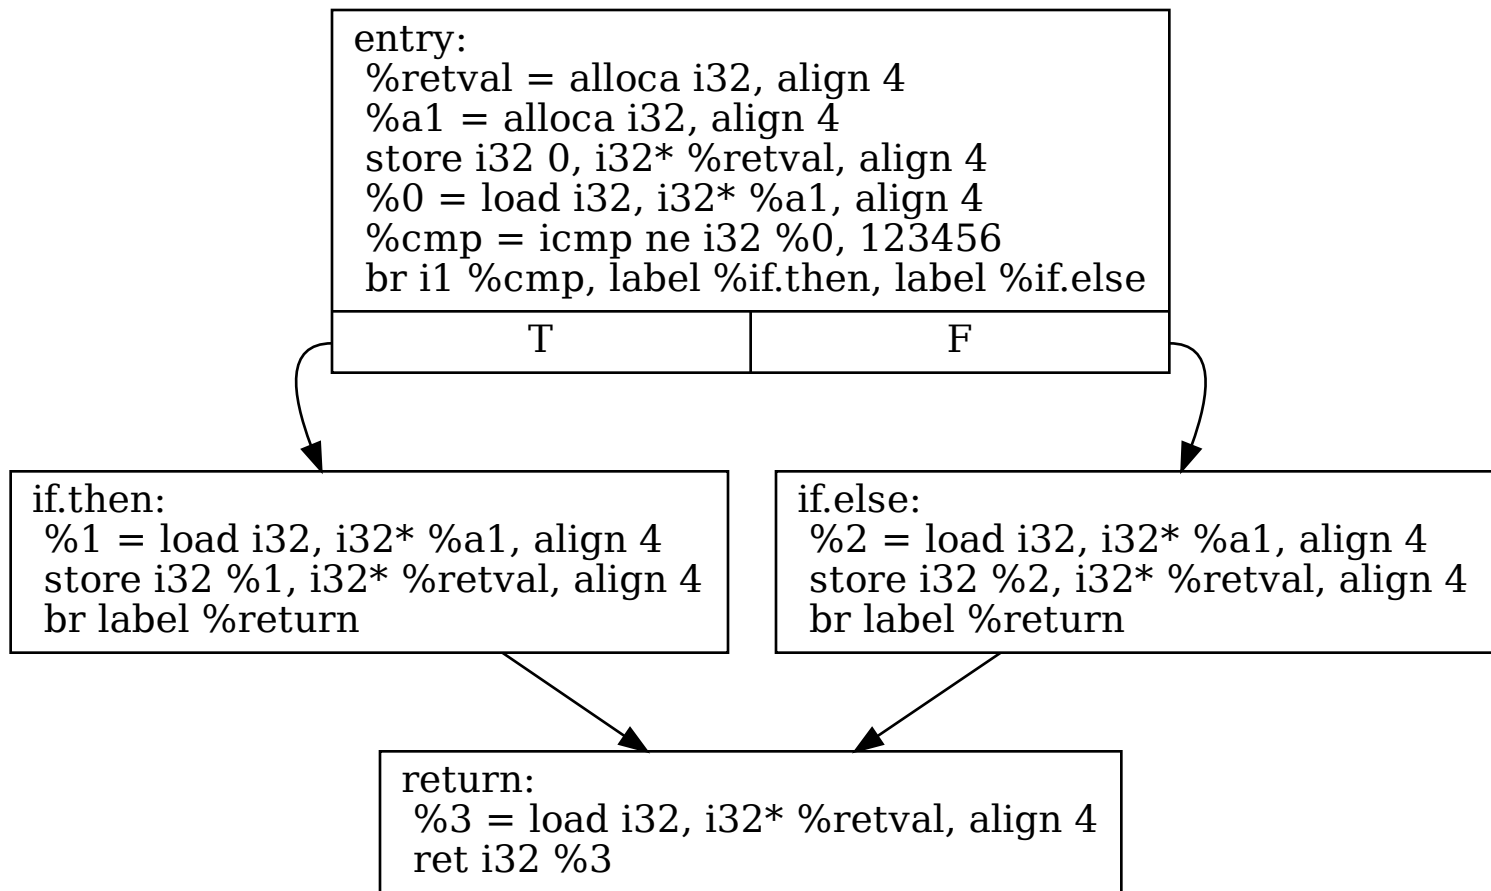 entry:
%retval = alloca i32, align 4
%a1 = alloca i32, align 4
store i32 0, i32* %retval, align 4
%0 = load i32, i32* %a1, align 4
%cmp = icmp ne i32 %0, 123456
br i1 %cmp, label %if.then, label %if.else
T F
if.then:
%1 = load i32, i32* %a1, align 4
store i32 %1, i32* %retval, align 4
br label %return
if.else:
%2 = load i32, i32* %a1, align 4
store i32 %2, i32* %retval, align 4
br label %return
return:
%3 = load i32, i32* %retval, align 4
ret i32 %3